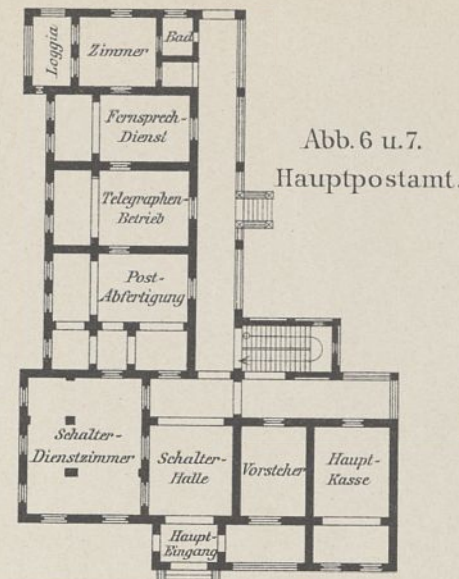 Loggia
Zimmer
Bad
Fernsprech-
Dienst
Abb. 6 u. 7.
Hauptpostamt.
Telegraphen-
Betrieb
Post-
Abfertigung
Schalter-
Dienstzimmer
Schalter-
Halle
Vorsteher
Haupt-
Kasse
Haupt-
Eingang